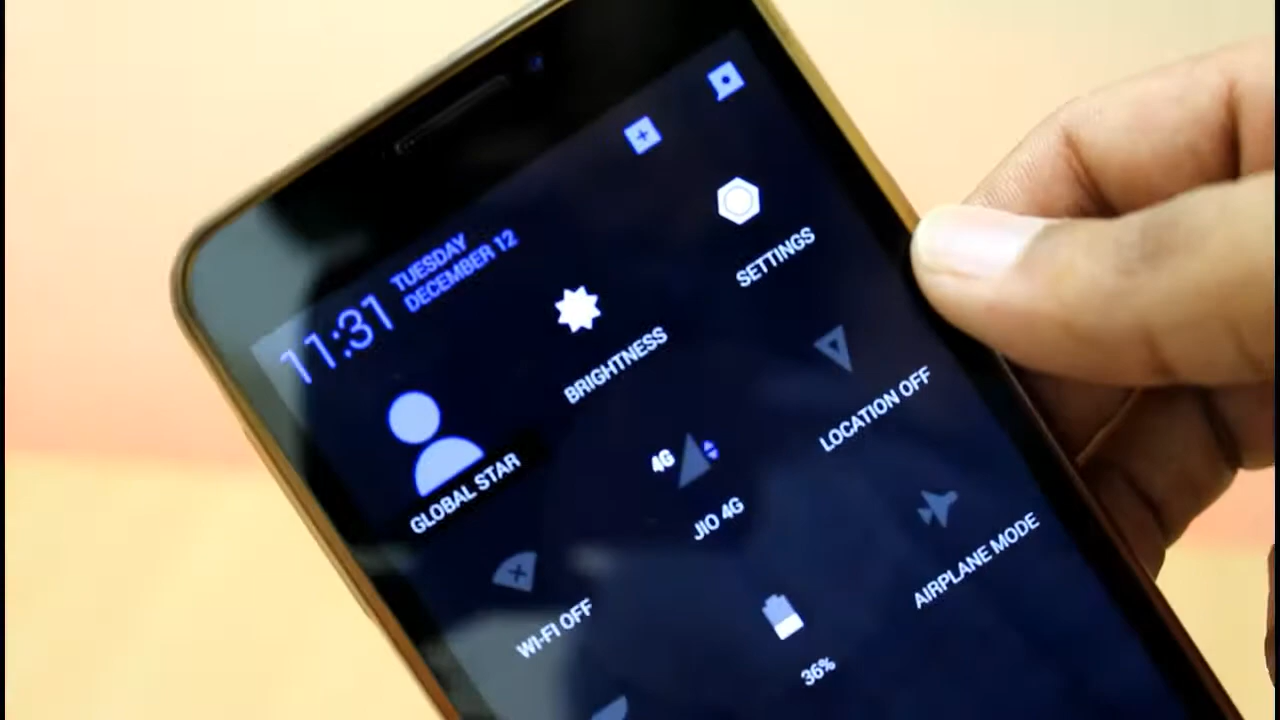 11:31
TUESDAY
DECEMBER 12
GLOBAL STAR
BRIGHTNESS
SETTINGS
WI-FI OFF
4G
JIO 4G
LOCATION OFF
36%
AIRPLANE MODE